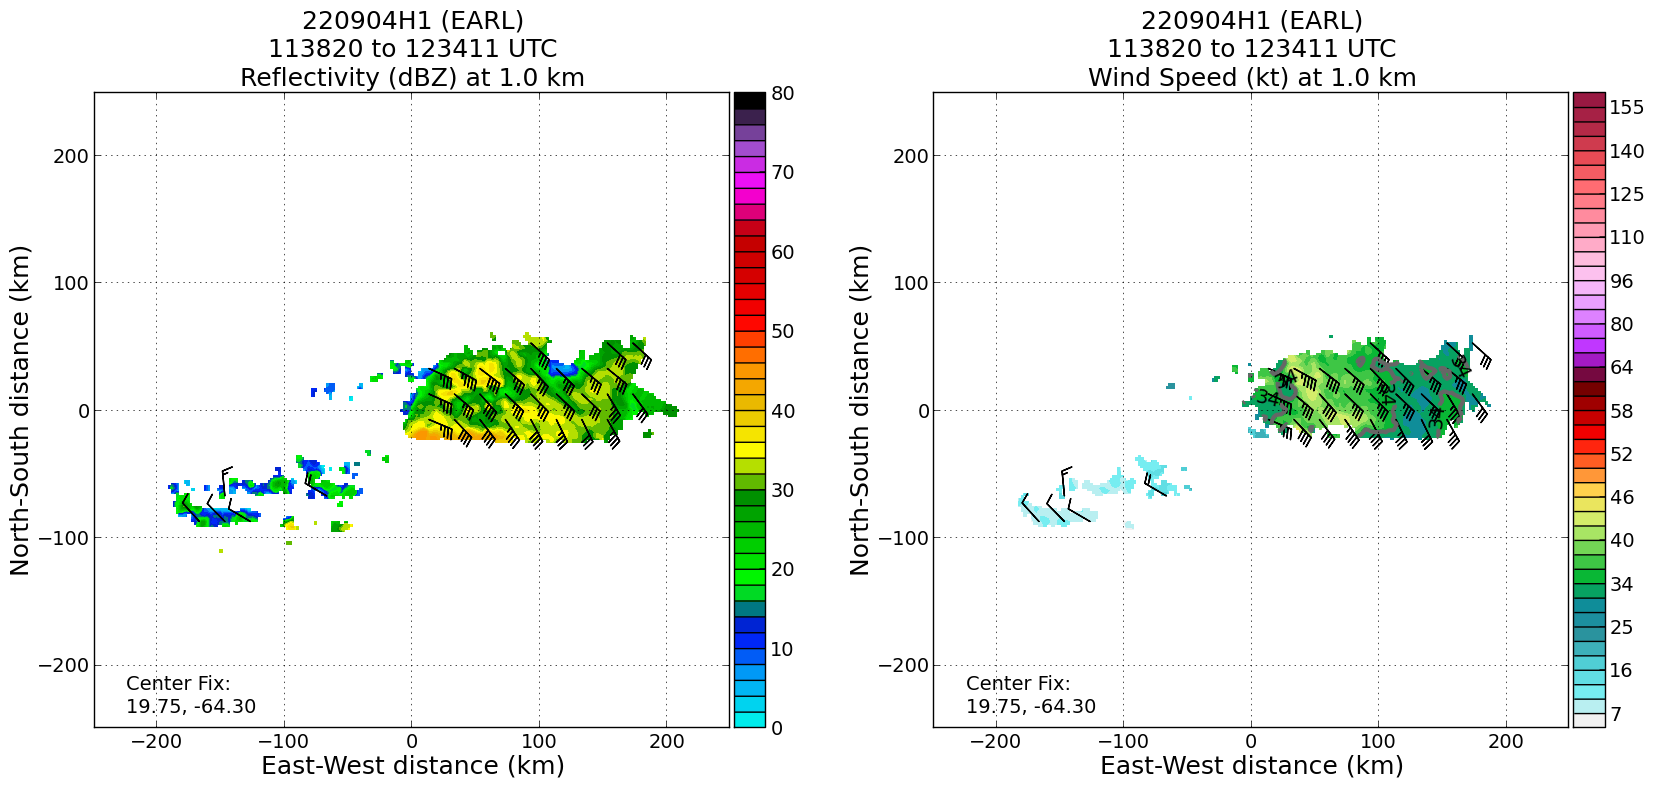 220904H1 (EARL)
113820 to 123411 UTC
Reflectivity (dBZ) at 1.0 km
North-South distance (km)
200
100
0
−100
−200
Center Fix:
19.75, -64.30
−200 −100 0 100 200
East-West distance (km)
80
70
60
50
40
30
20
10
0
220904H1 (EARL)
113820 to 123411 UTC
Wind Speed (kt) at 1.0 km
North-South distance (km)
200
100
0
−100
−200
34
34
34
34
34
Center Fix:
19.75, -64.30
−200 −100 0 100 200
East-West distance (km)
155
140
125
110
96
80
64
58
52
46
40
34
25
16
7